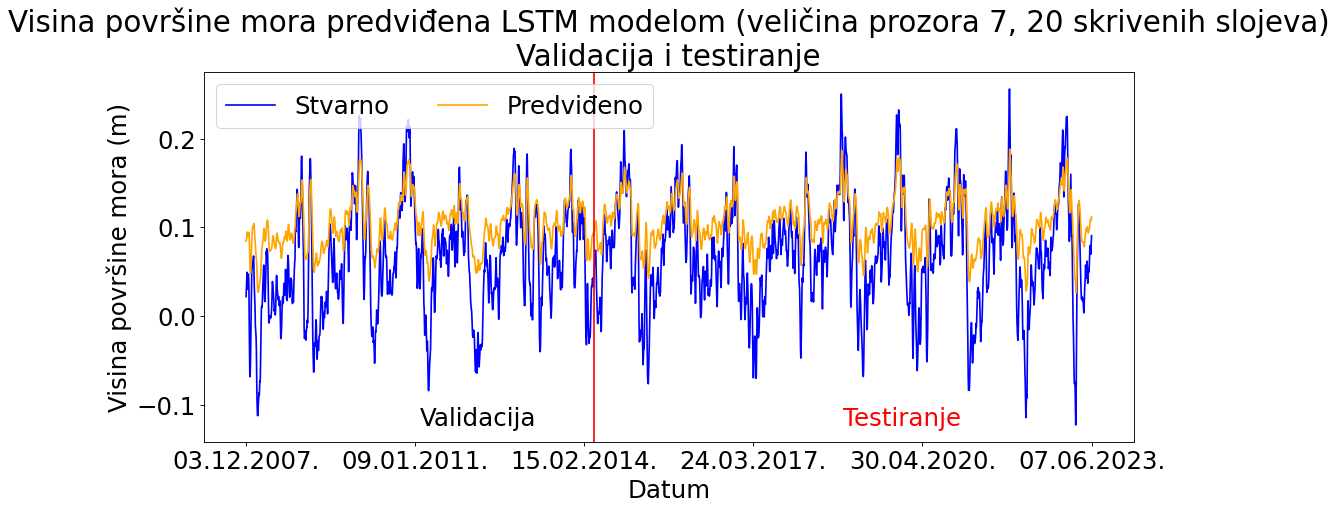 Visina površine mora predviđena LSTM modelom (veličina prozora 7, 20 skrivenih slojeva)
Validacija i testiranje
Stvarno Predviđeno
Visina površine mora (m)
0.2
0.1
0.0
−0.1
Validacija Testiranje
03.12.2007. 09.01.2011. 15.02.2014. 24.03.2017. 30.04.2020. 07.06.2023.
Datum